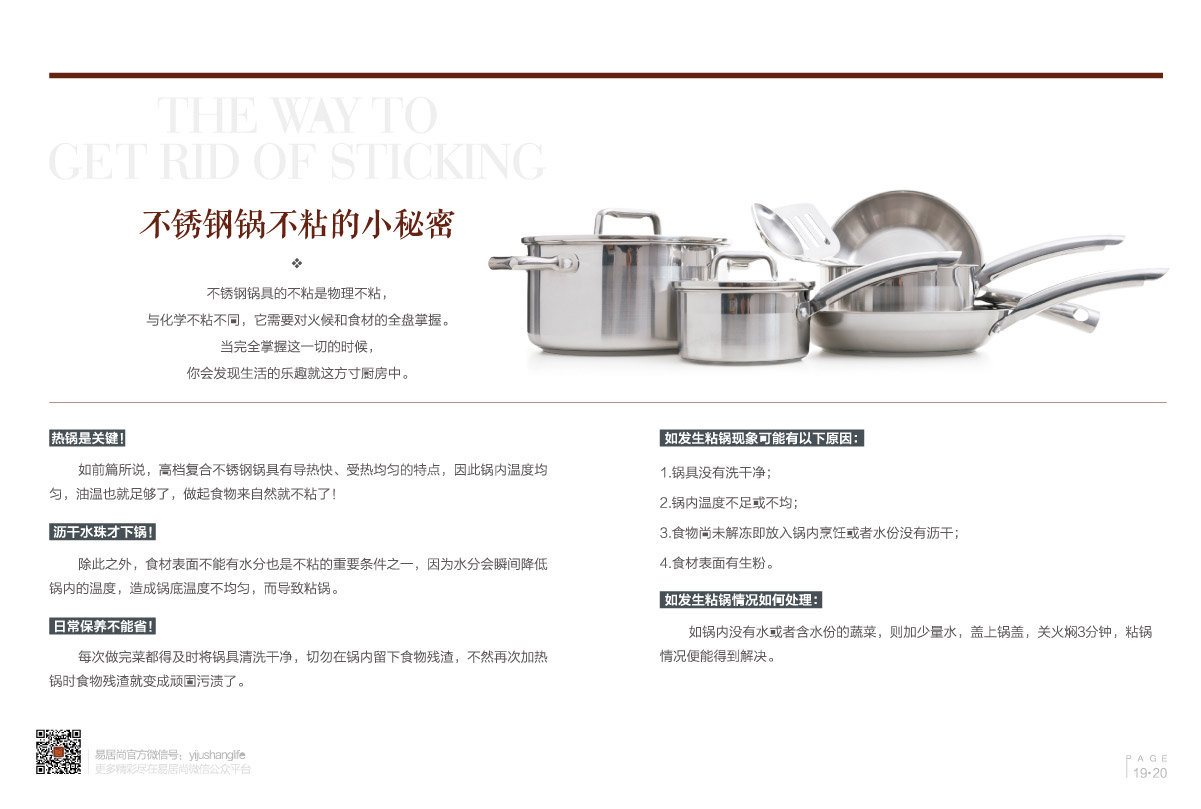 THE WAY TO
GET RID OF STICKING
不锈钢锅不粘的小秘密
不锈钢锅具的不粘是物理不粘，
与化学不粘不同，它需要对火候和食材的全盘掌握。
当完全掌握这一切的时候，
你会发现生活的乐趣就这方寸厨房中。
热锅是关键！
如前篇所说，高档复合不锈钢锅具有导热快、受热均匀的特点，因此锅内温度均
匀，油温也就足够了，做起食物来自然就不粘了！
沥干水珠才下锅！
除此之外，食材表面不能有水分也是不粘的重要条件之一，因为水分会瞬间降低
锅内的温度，造成锅底温度不均匀，而导致粘锅。
日常保养不能省！
每次做完菜都得及时将锅具清洗干净，切勿在锅内留下食物残渣，不然再次加热
锅时食物残渣就变成顽固污渍了。
如发生粘锅现象可能有以下原因：
1.锅具没有洗干净；
2.锅内温度不足或不均；
3.食物尚未解冻即放入锅内烹饪或者水份没有沥干；
4.食材表面有生粉。
如发生粘锅情况如何处理：
如锅内没有水或者含水份的蔬菜，则加少量水，盖上锅盖，关火焖3分钟，粘锅
情况便能得到解决。
易居尚官方微信号：yijushanglife
更多精彩尽在易居尚微信公众平台
PAGE
19·20